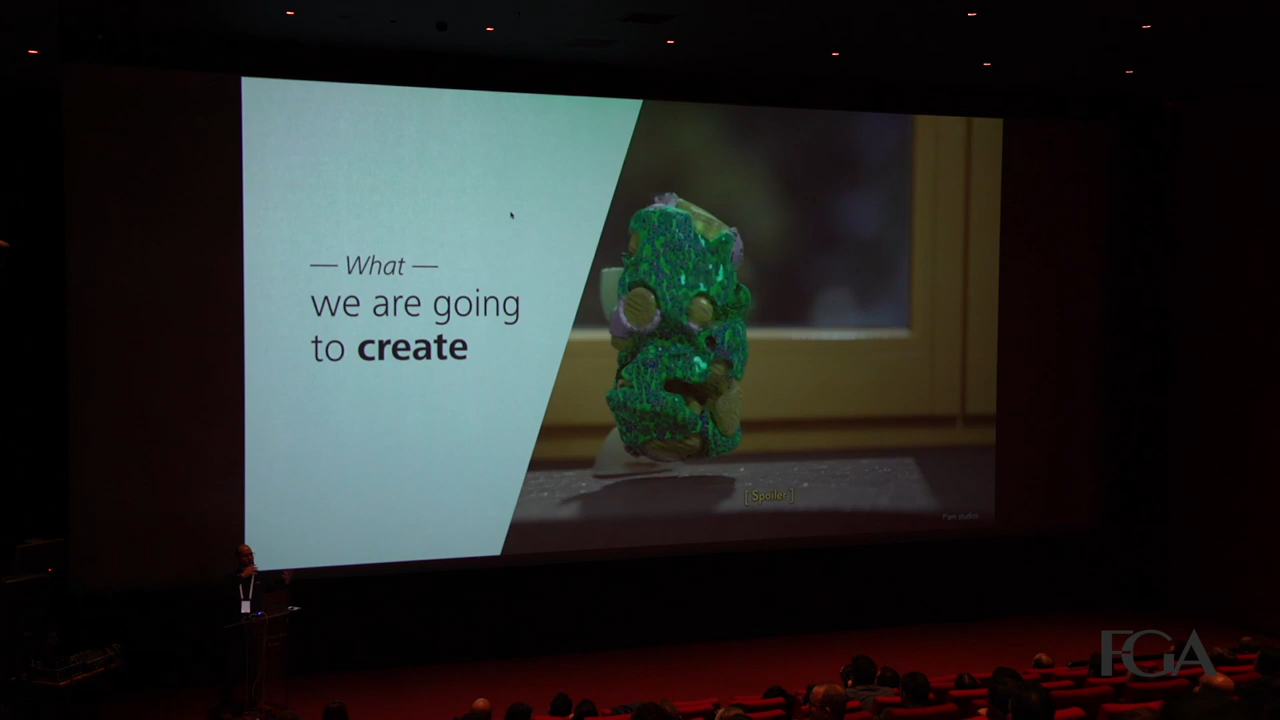 — What —
we are going
to create
[ Spoiler ]
FGA